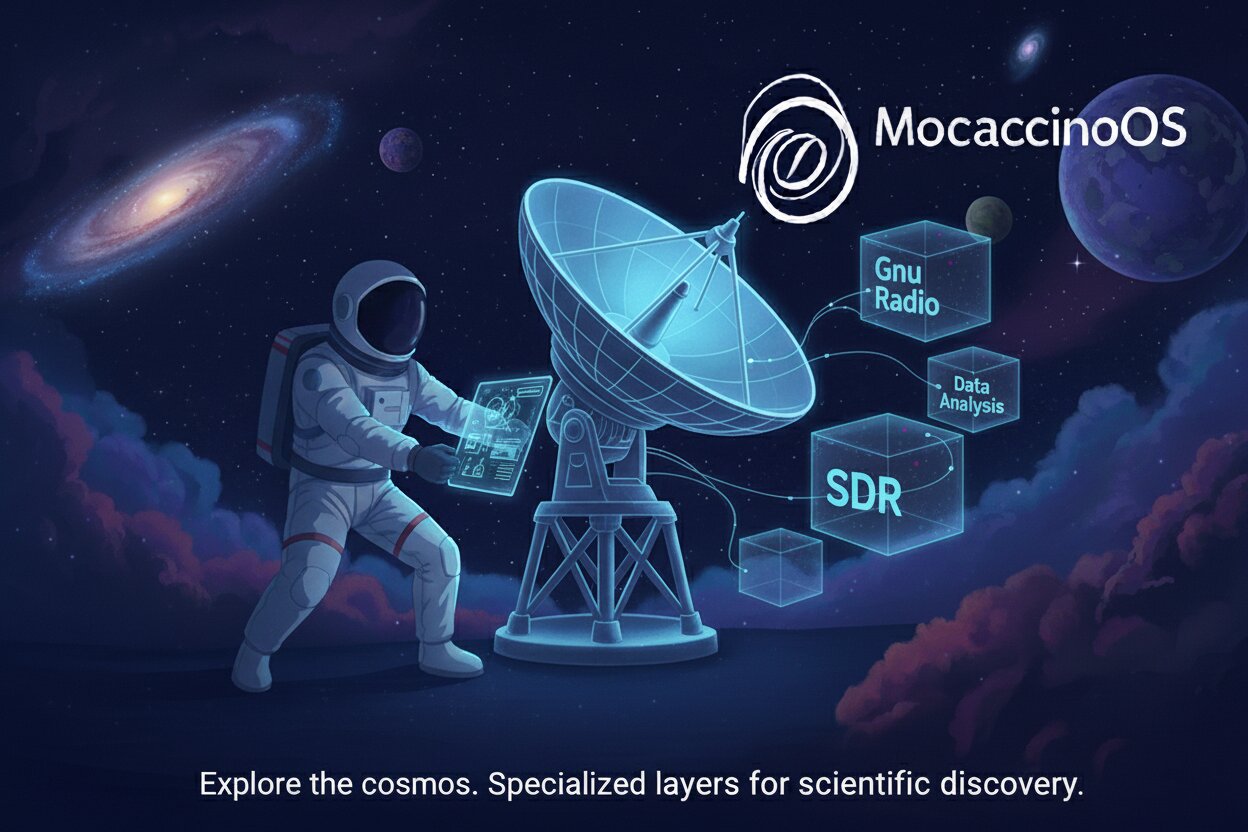 MocaccinoOS
Gnu
Radio
Data
Analysis
SDR
Explore the cosmos. Specialized layers for scientific discovery.